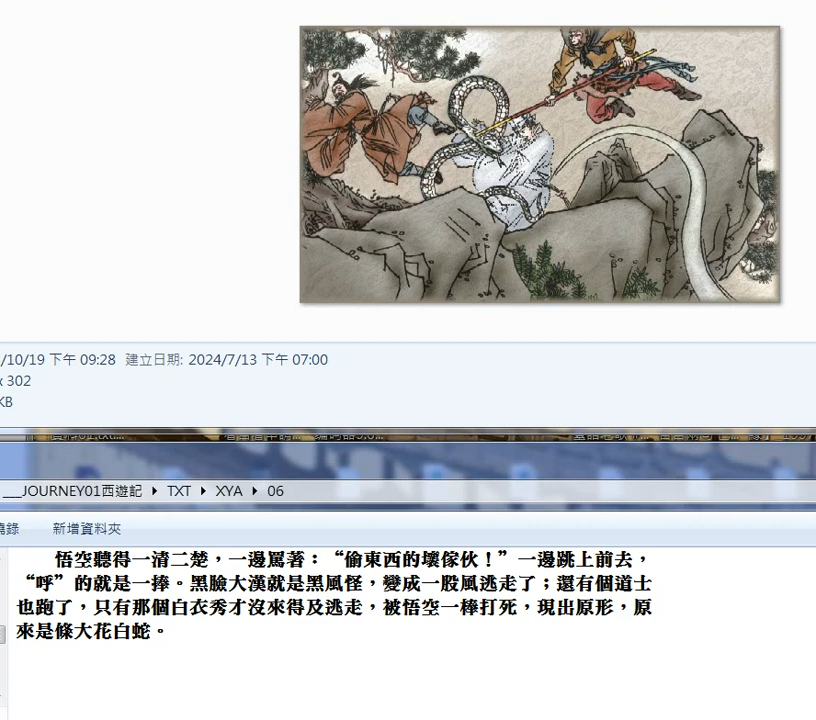 /10/19 下午 09:28 建立日期: 2024/7/13 下午 07:00
x 302
KB
___JOURNEY01西遊記 ▸ TXT ▸ XYA ▸ 06
燒錄 新增資料夾
悟空聽得一清二楚，一邊罵著：“偷東西的壞傢伙！”一邊跳上前去，
“呼”的就是一捧。黑臉大漢就是黑風怪，變成一股風逃走了；還有個道士
也跑了，只有那個白衣秀才沒來得及逃走，被悟空一棒打死，現出原形，原
來是條大花白蛇。